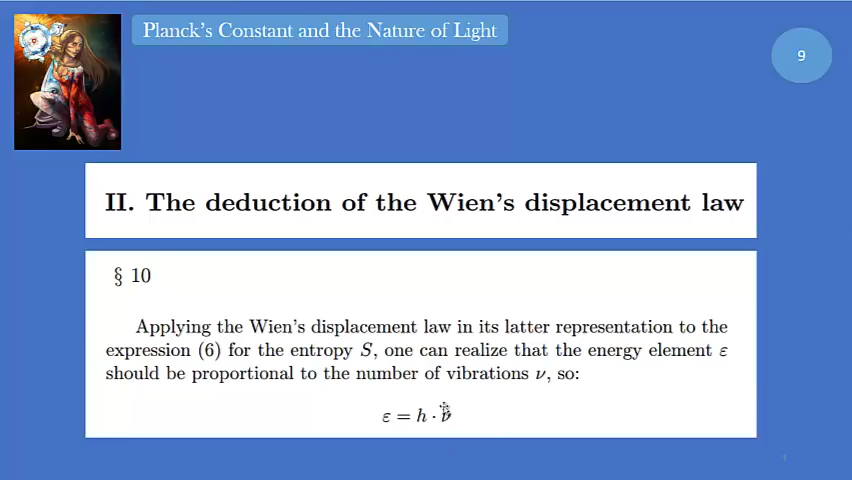 Planck's Constant and the Nature of Light
9
II. The deduction of the Wien's displacement law
§ 10
Applying the Wien's displacement law in its latter representation to the
expression (6) for the entropy S, one can realize that the energy element ε
should be proportional to the number of vibrations ν, so:
ε = h · ν